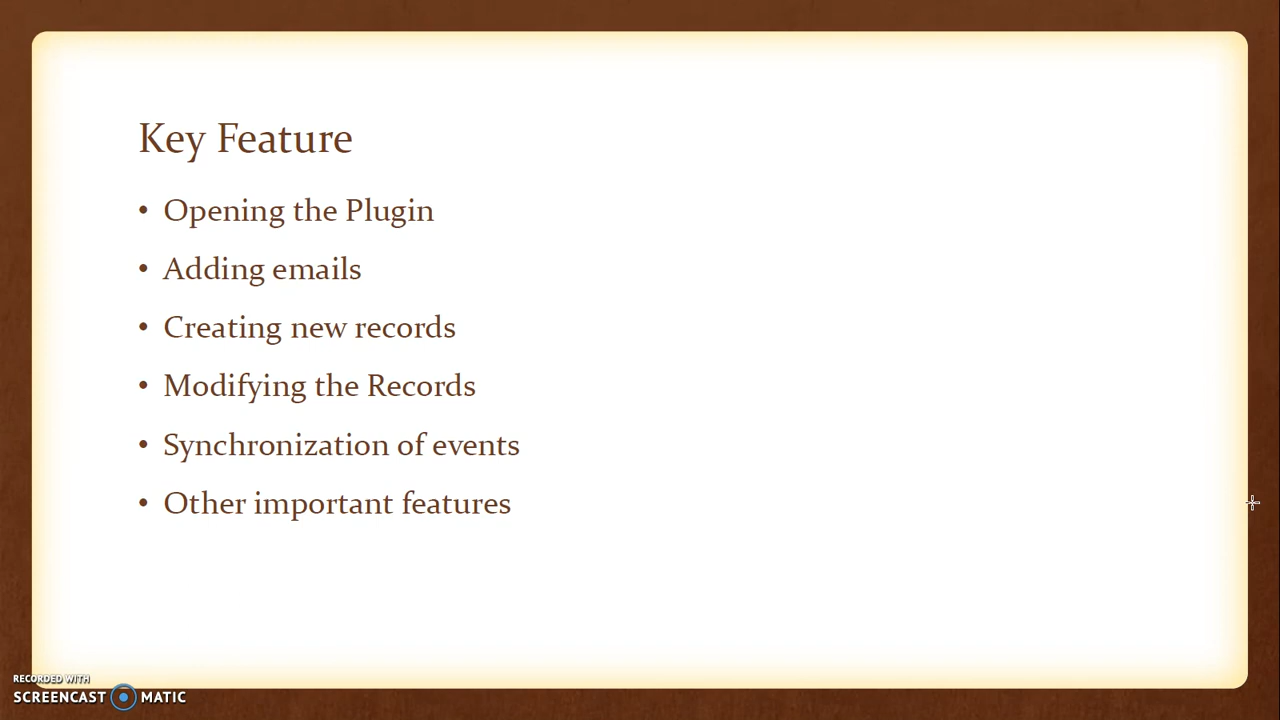 Key Feature
• Opening the Plugin
• Adding emails
• Creating new records
• Modifying the Records
• Synchronization of events
• Other important features
RECORDED WITH
SCREENCAST MATIC